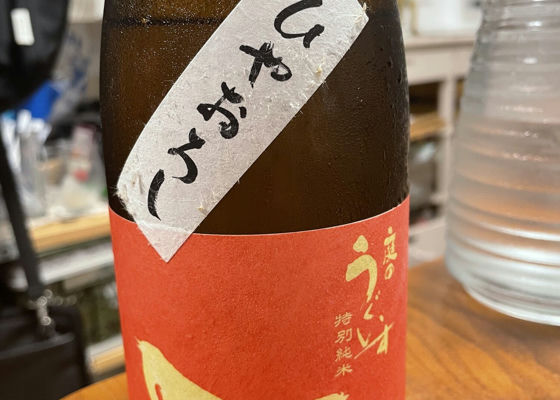 ひやおろし
庭の
うぐいす
特別純米